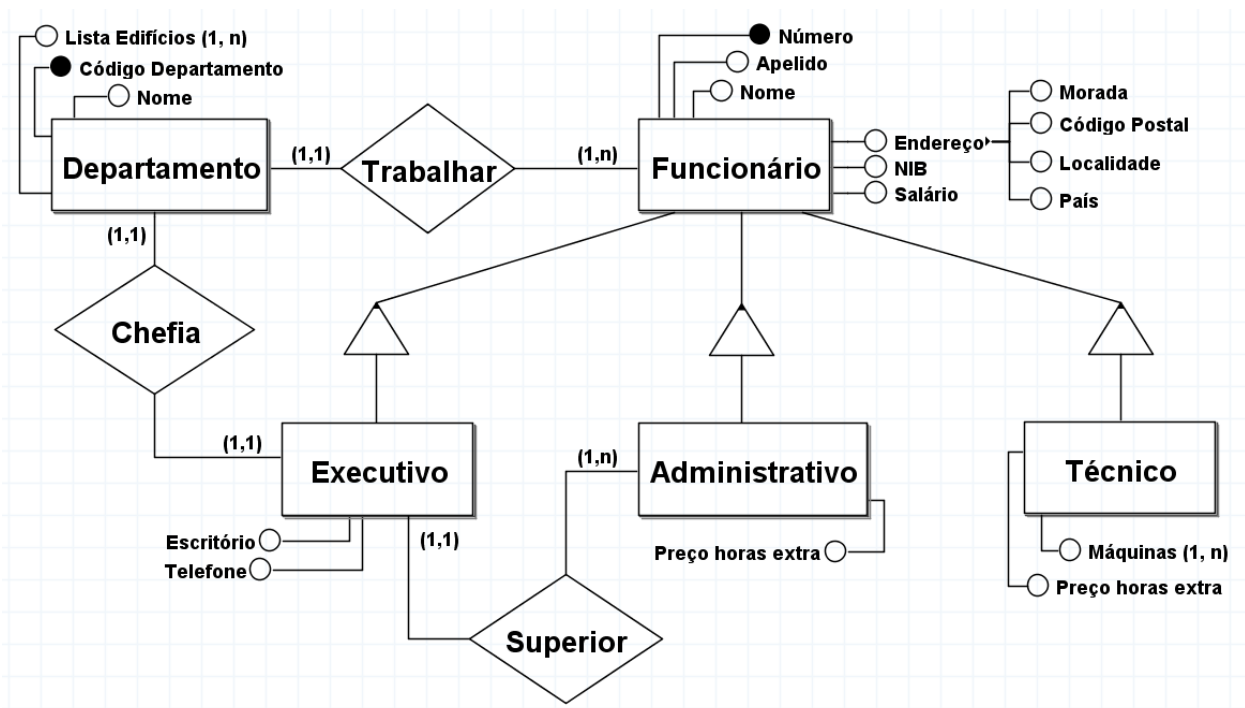 Lista Edifícios (1, n)
Código Departamento
Nome
Departamento
(1,1)
Trabalhar
(1,n)
Número
Apelido
Nome
Funcionário
Endereço
NIB
Salário
Morada
Código Postal
Localidade
País
(1,1)
Chefia
(1,1)
Executivo
Escritório
Telefone
(1,1)
Superior
(1,n)
Administrativo
Preço horas extra
Técnico
Máquinas (1, n)
Preço horas extra